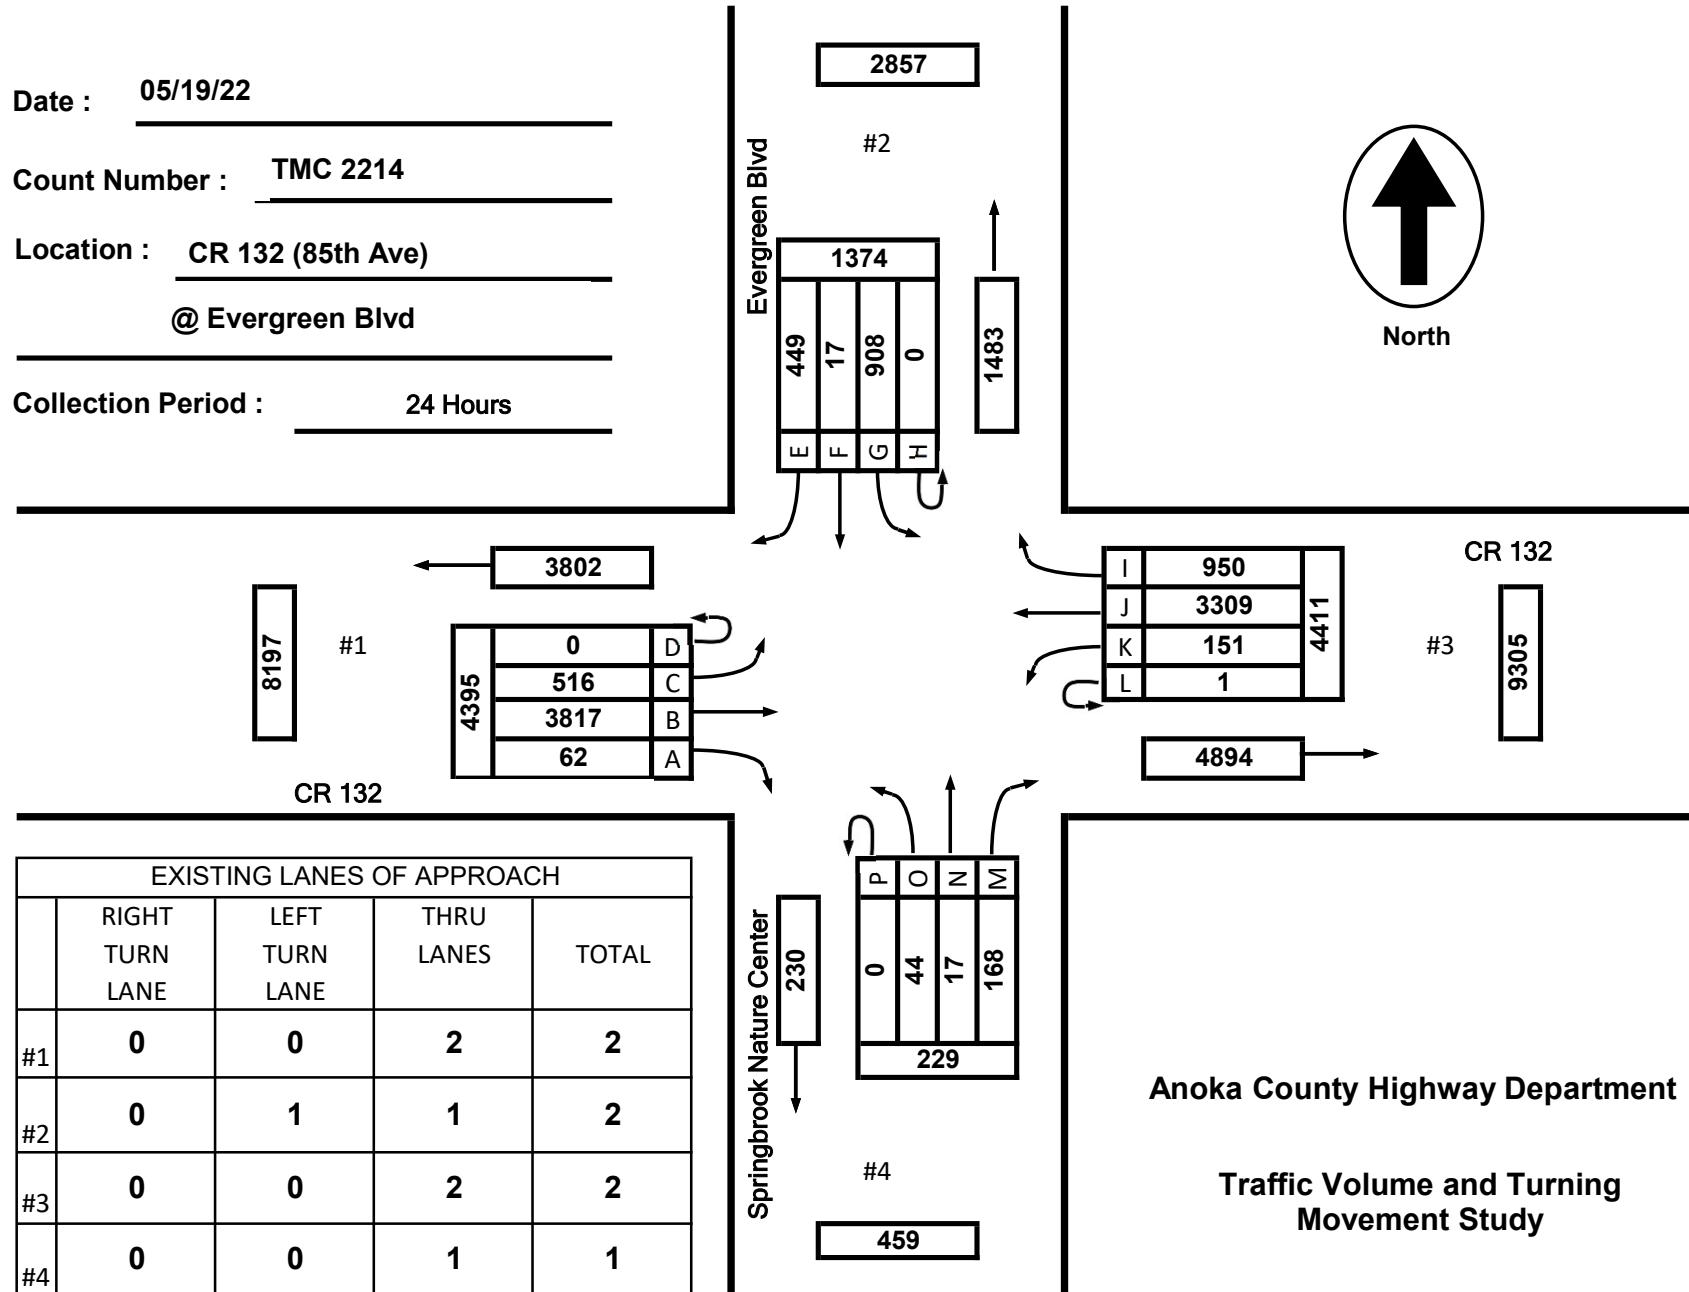 Date : 05/19/22
Count Number : TMC 2214
Location : CR 132 (85th Ave)
@ Evergreen Blvd
Collection Period : 24 Hours
2857
#2
Evergreen Blvd
1374
449 17 908 0
E F G H
1483
North
3802
8197
#1
4395
0 D
516 C
3817 B
62 A
CR 132
CR 132
I 950
J 3309
K 151
L 1
4411
#3
9305
4894
P O N M
0 44 17 168
229
230
Springbrook Nature Center
#4
459
EXISTING LANES OF APPROACH
RIGHT TURN LANE
LEFT TURN LANE
THRU LANES
TOTAL
#1 0 0 2 2
#2 0 1 1 2
#3 0 0 2 2
#4 0 0 1 1
Anoka County Highway Department
Traffic Volume and Turning
Movement Study